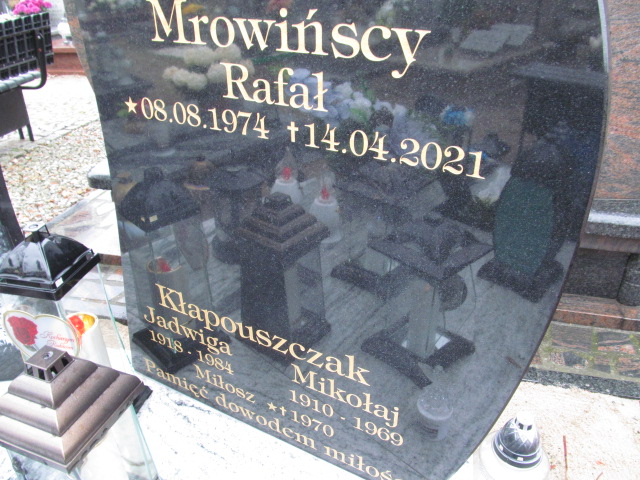 Mrowińscy
Rafał
★08.08.1974 †14.04.2021
Kłapouszczak
Jadwiga Mikołaj
1918 - 1984 1910 - 1969
Miłosz ★†1970
Pamięć dowodem miłośc